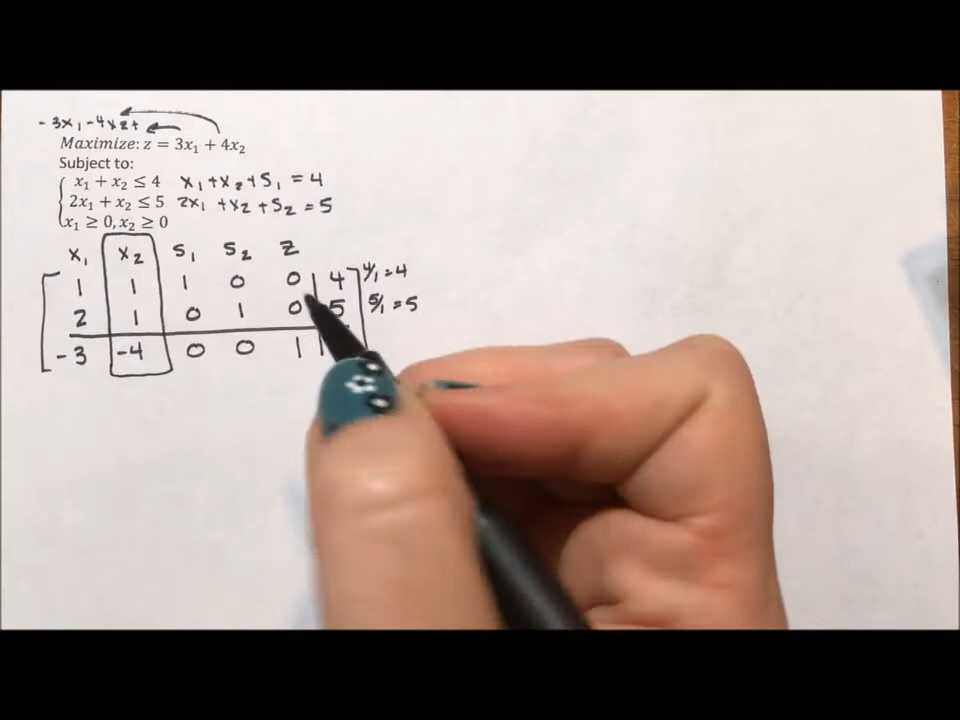 -3x₁ -4x₂ +
Maximize: z = 3x₁ + 4x₂
Subject to:
x₁ + x₂ ≤ 4 x₁ + x₂ + S₁ = 4
2x₁ + x₂ ≤ 5 2x₁ + x₂ + S₂ = 5
x₁ ≥ 0, x₂ ≥ 0
x₁ x₂ S₁ S₂ z
1 1 1 0 0 | 4 4/1 = 4
2 1 0 1 0 5 5/1 = 5
-3 -4 0 0 1 |